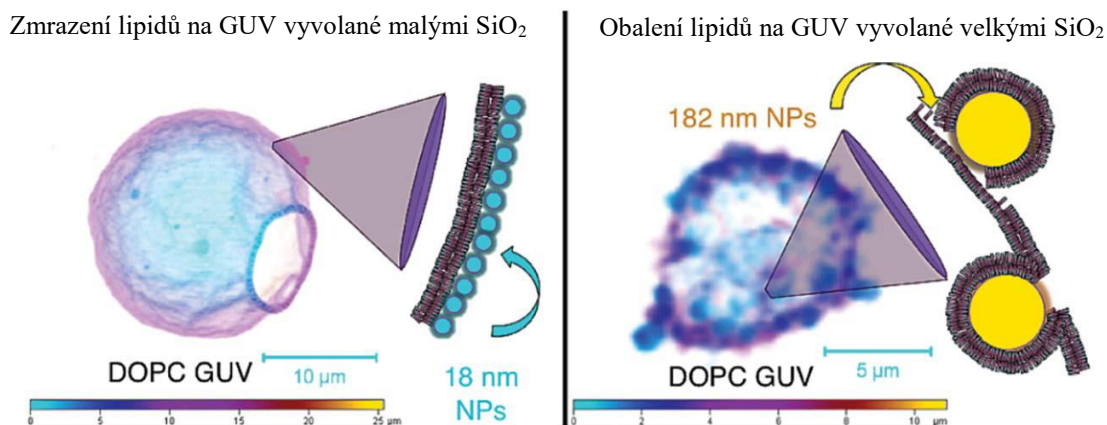 Zmrazení lipidů na GUV vyvolané malými SiO₂
DOPC GUV
10 μm
18 nm
NPs
0 5 10 15 20 25 μm
Obalení lipidů na GUV vyvolané velkými SiO₂
182 nm NPs
DOPC GUV
5 μm
0 2 4 6 8 10 μm